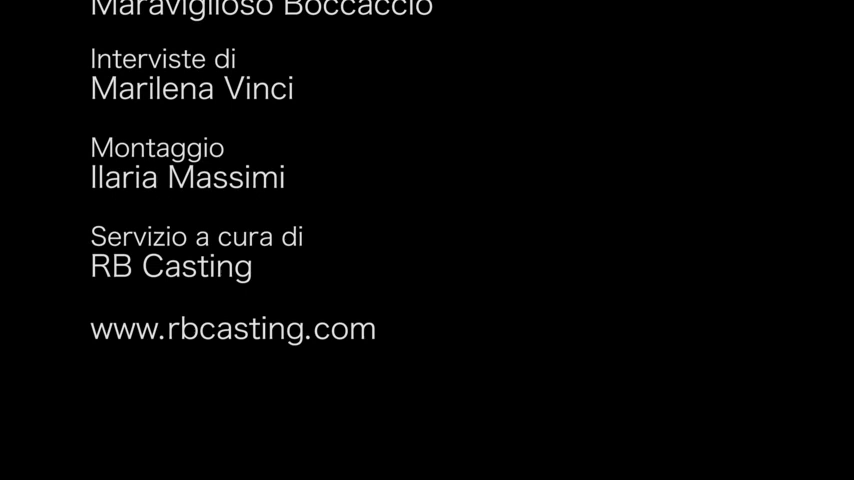 Maraviglioso Boccaccio
Interviste di
Marilena Vinci
Montaggio
Ilaria Massimi
Servizio a cura di
RB Casting
www.rbcasting.com